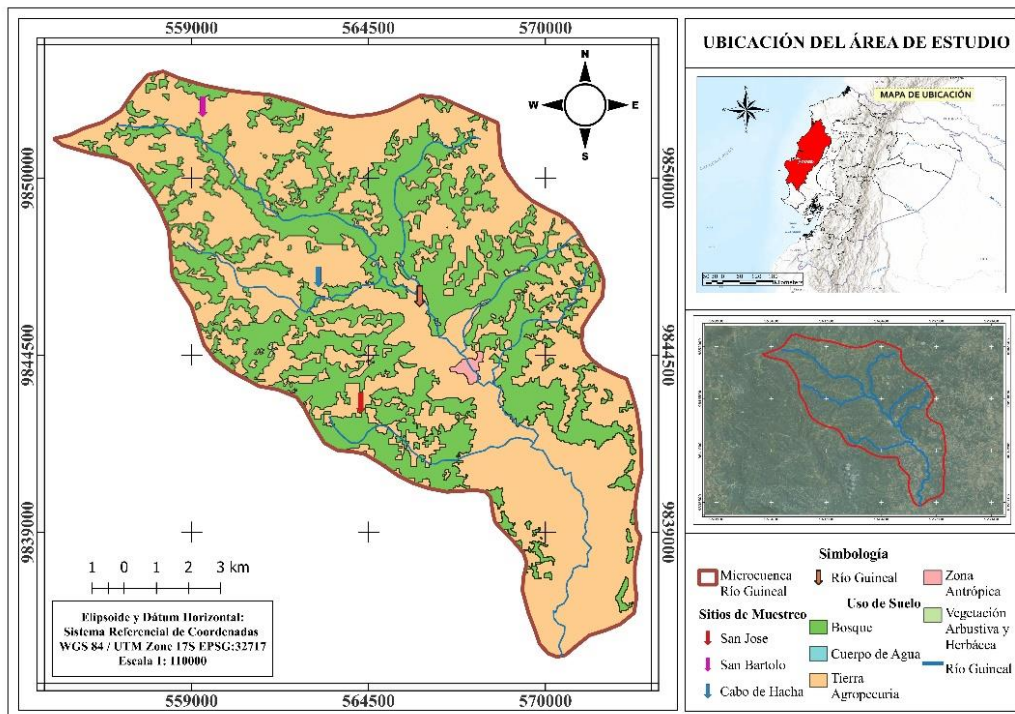 559000 564500 570000
N
W E
S
9850000 9850000
9844500 9844500
9839000 9839000
1 0 1 2 3 km
Elipsoide y Dátum Horizontal:
Sistema Referencial de Coordenadas
WGS 84 / UTM Zone 17S EPSG:32717
Escala 1: 110000
559000 564500 570000
UBICACIÓN DEL ÁREA DE ESTUDIO
MAPA DE UBICACIÓN
Simbología
Microcuenca
Río Guineal
Sitios de Muestreo
San Jose
San Bartolo
Cabo de Hacha
Río Guineal
Uso de Suelo
Bosque
Cuerpo de Agua
Tierra
Agropecuria
Zona
Antrópica
Vegetación
Arbustiva y
Herbácea
Río Guineal